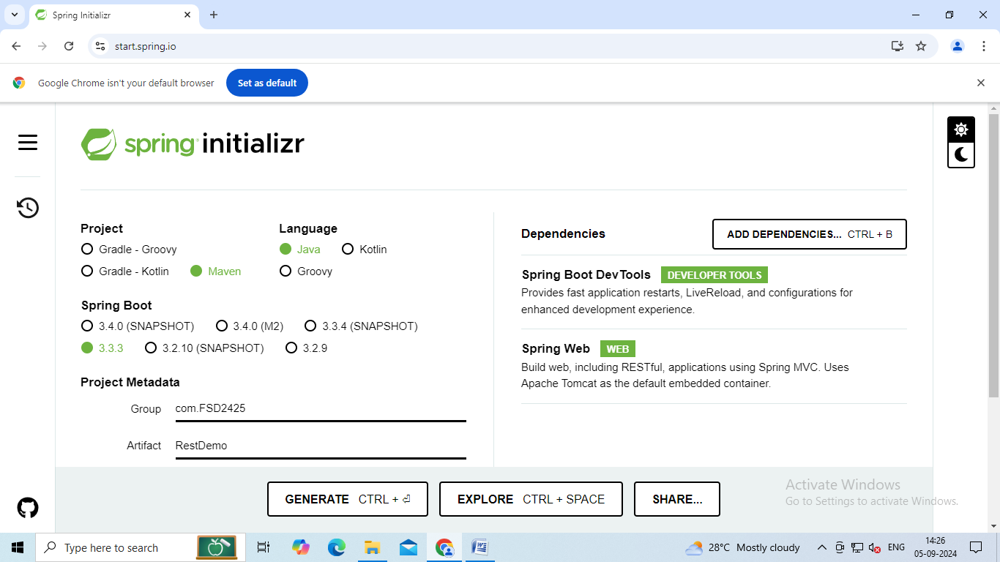 Spring Initializr
start.spring.io
Google Chrome isn't your default browser Set as default
spring initializr
Project
Gradle - Groovy
Gradle - Kotlin Maven
Language
Java Kotlin
Groovy
Spring Boot
3.4.0 (SNAPSHOT) 3.4.0 (M2) 3.3.4 (SNAPSHOT)
3.3.3 3.2.10 (SNAPSHOT) 3.2.9
Project Metadata
Group com.FSD2425
Artifact RestDemo
Dependencies ADD DEPENDENCIES... CTRL + B
Spring Boot DevTools DEVELOPER TOOLS
Provides fast application restarts, LiveReload, and configurations for
enhanced development experience.
Spring Web WEB
Build web, including RESTful, applications using Spring MVC. Uses
Apache Tomcat as the default embedded container.
GENERATE CTRL + ⏎ EXPLORE CTRL + SPACE SHARE...
Activate Windows
Go to Settings to activate Windows.
Type here to search 28°C Mostly cloudy ENG 14:26
05-09-2024